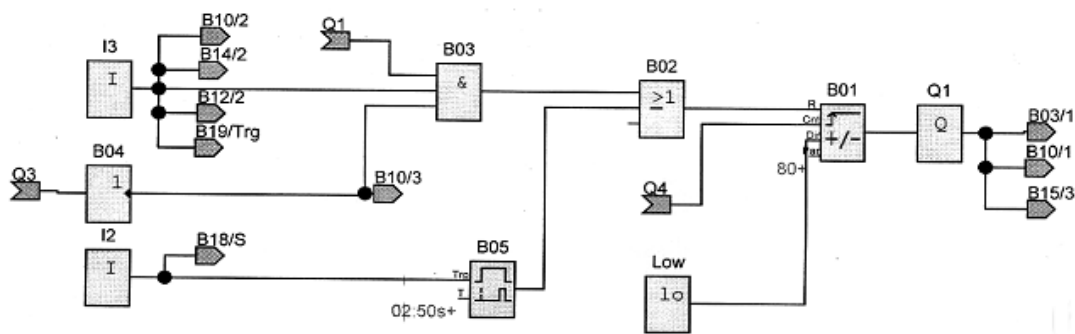 B10/2
Q1
I3
B14/2
B03
I
&
B02
B12/2
≥1
R
B01
Q1
Cnt
B19/Trg
Dir
+/-
Q
B03/1
Par
B04
80+
B10/1
Q3
1
B10/3
Q4
B15/3
I2
B18/S
B05
Low
I
Trg
T
lo
02:50s+